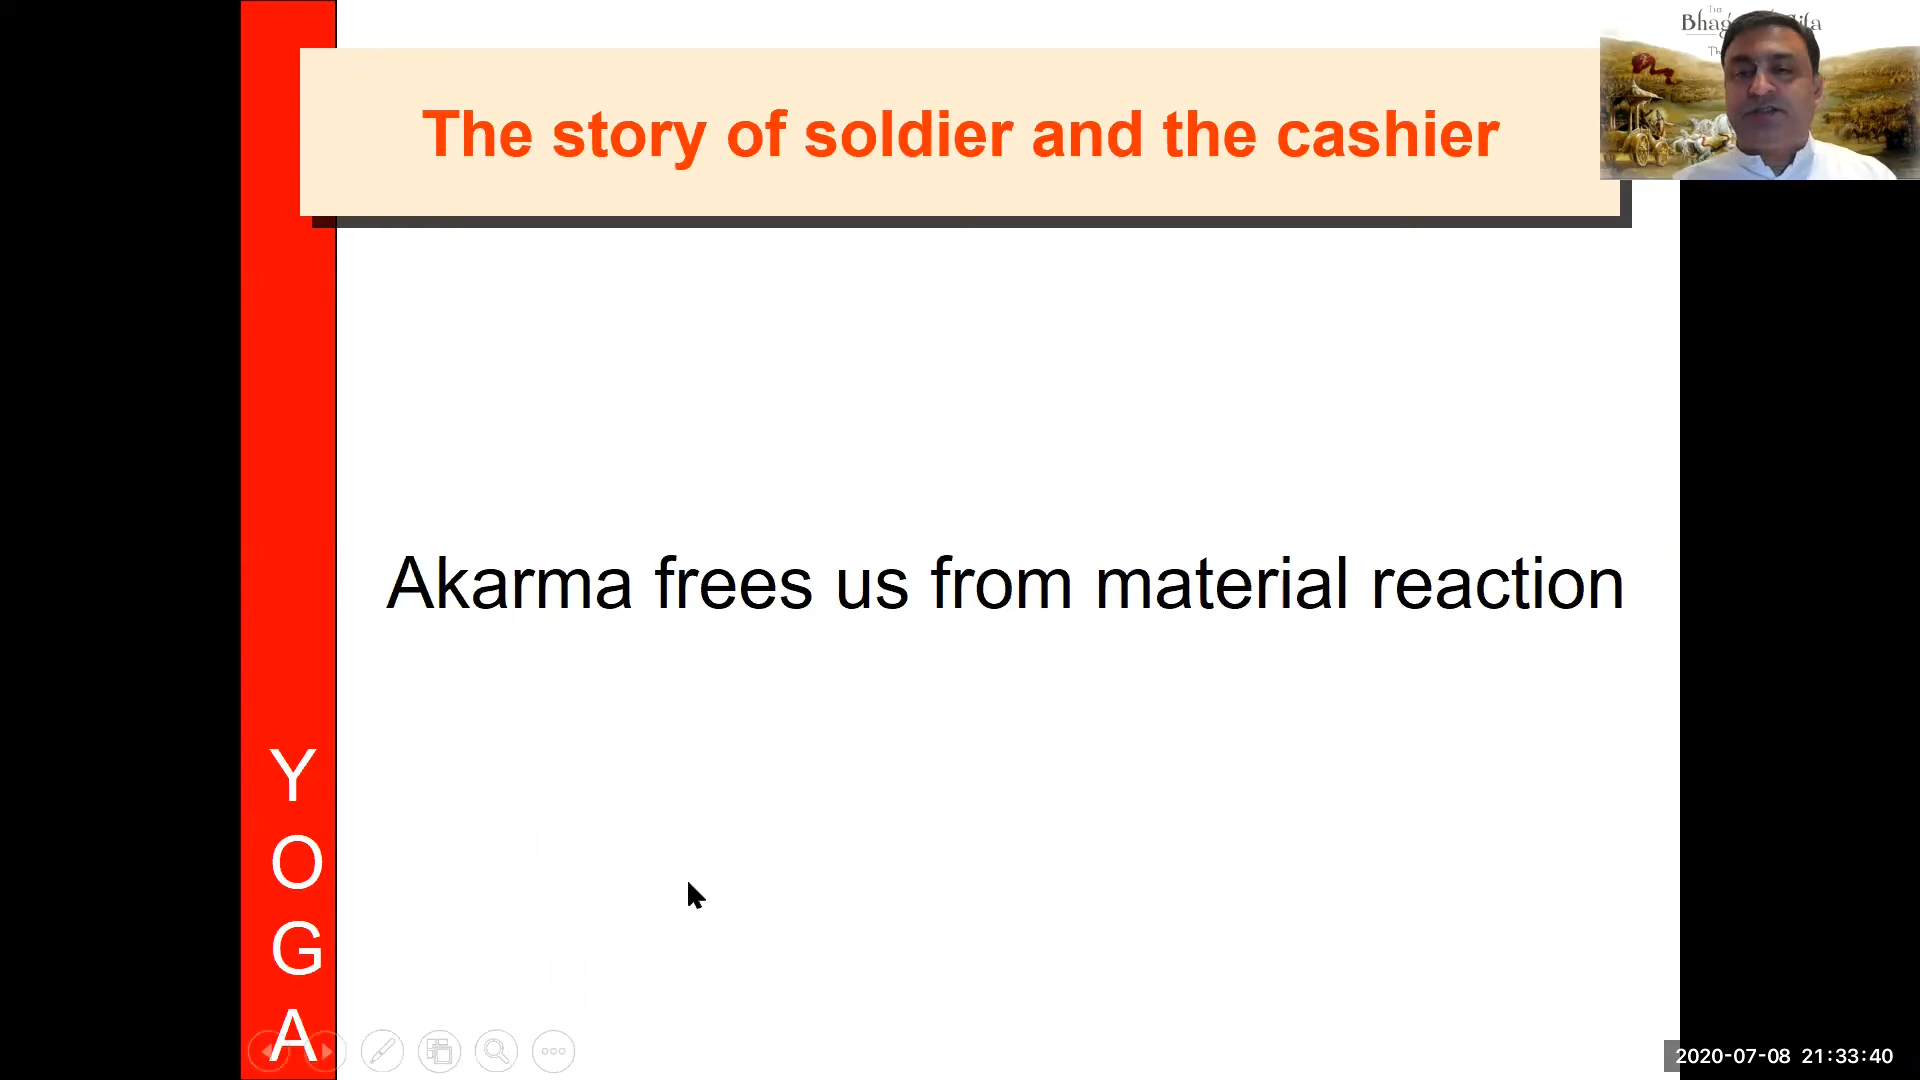 The story of soldier and the cashier
Akarma frees us from material reaction
Y
O
G
A
2020-07-08 21:33:40